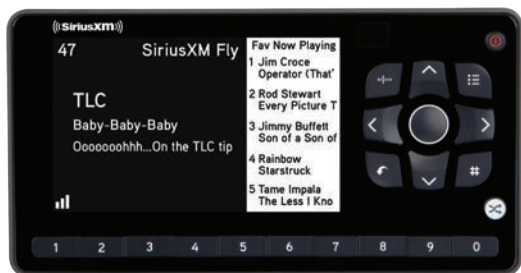 ((SiriusXM))
47 SiriusXM Fly
TLC
Baby-Baby-Baby
Ooooooohhh...On the TLC tip
Fav Now Playing
1 Jim Croce
Operator (That'
2 Rod Stewart
Every Picture T
3 Jimmy Buffett
Son of a Son of
4 Rainbow
Starstruck
5 Tame Impala
The Less I Kno
#
1 2 3 4 5 6 7 8 9 0